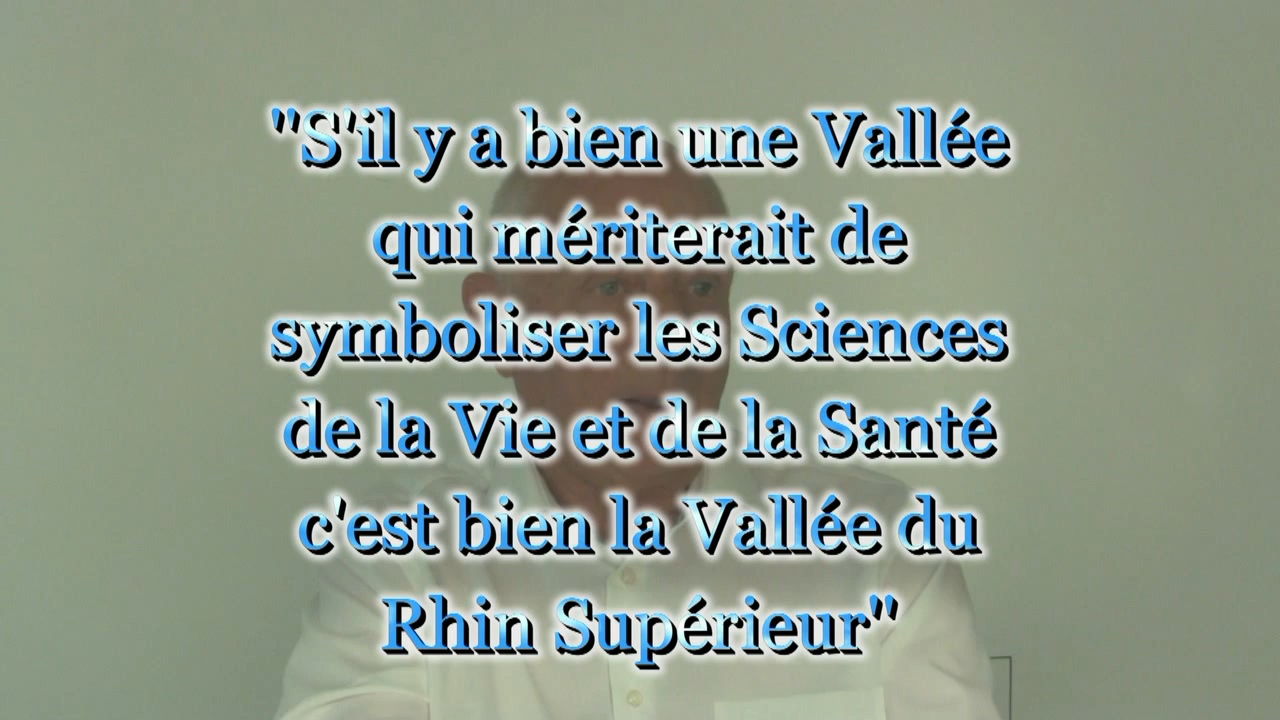 "S'il y a bien une Vallée
qui mériterait de
symboliser les Sciences
de la Vie et de la Santé
c'est bien la Vallée du
Rhin Supérieur"